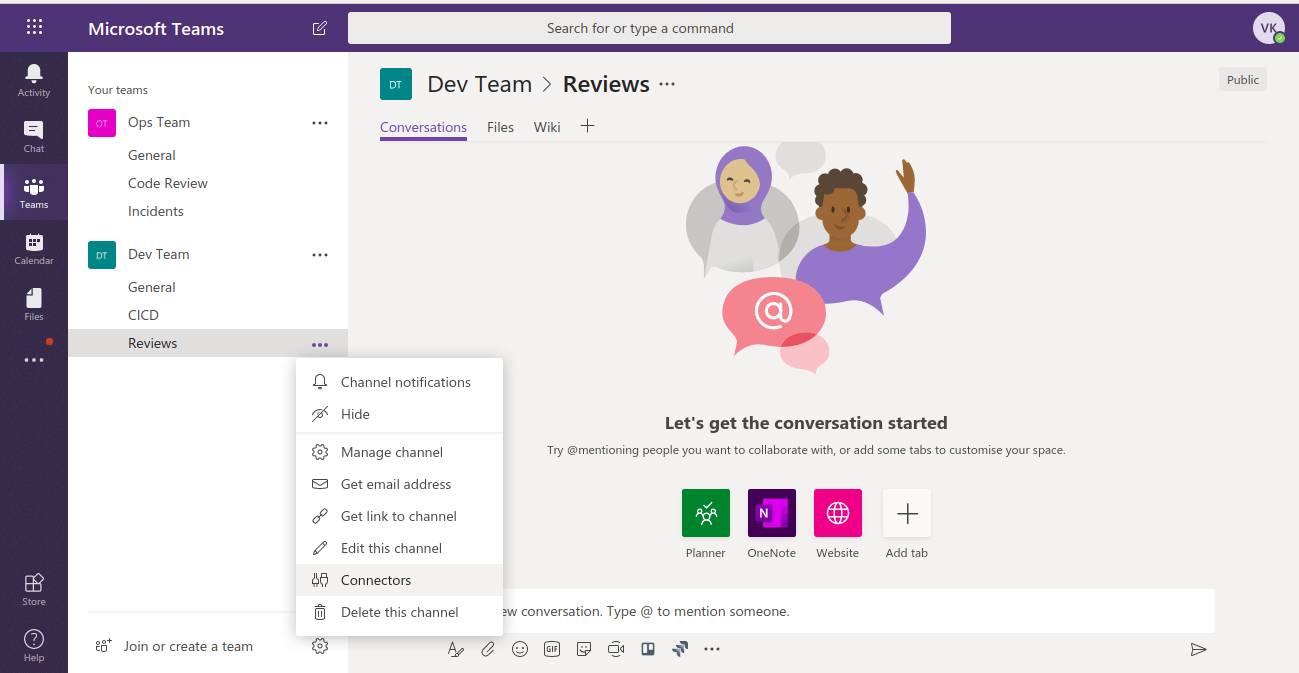 Microsoft Teams
Search for or type a command
VK
Activity
Chat
Teams
Calendar
Files
Store
Help
Your teams
OT
Ops Team
General
Code Review
Incidents
DT
Dev Team
General
CICD
Reviews
Channel notifications
Hide
Manage channel
Get email address
Get link to channel
Edit this channel
Connectors
Delete this channel
Join or create a team
DT
Dev Team > Reviews ···
Public
Conversations Files Wiki +
@
Let's get the conversation started
Try @mentioning people you want to collaborate with, or add some tabs to customise your space.
N
Planner OneNote Website Add tab
ew conversation. Type @ to mention someone.
GIF